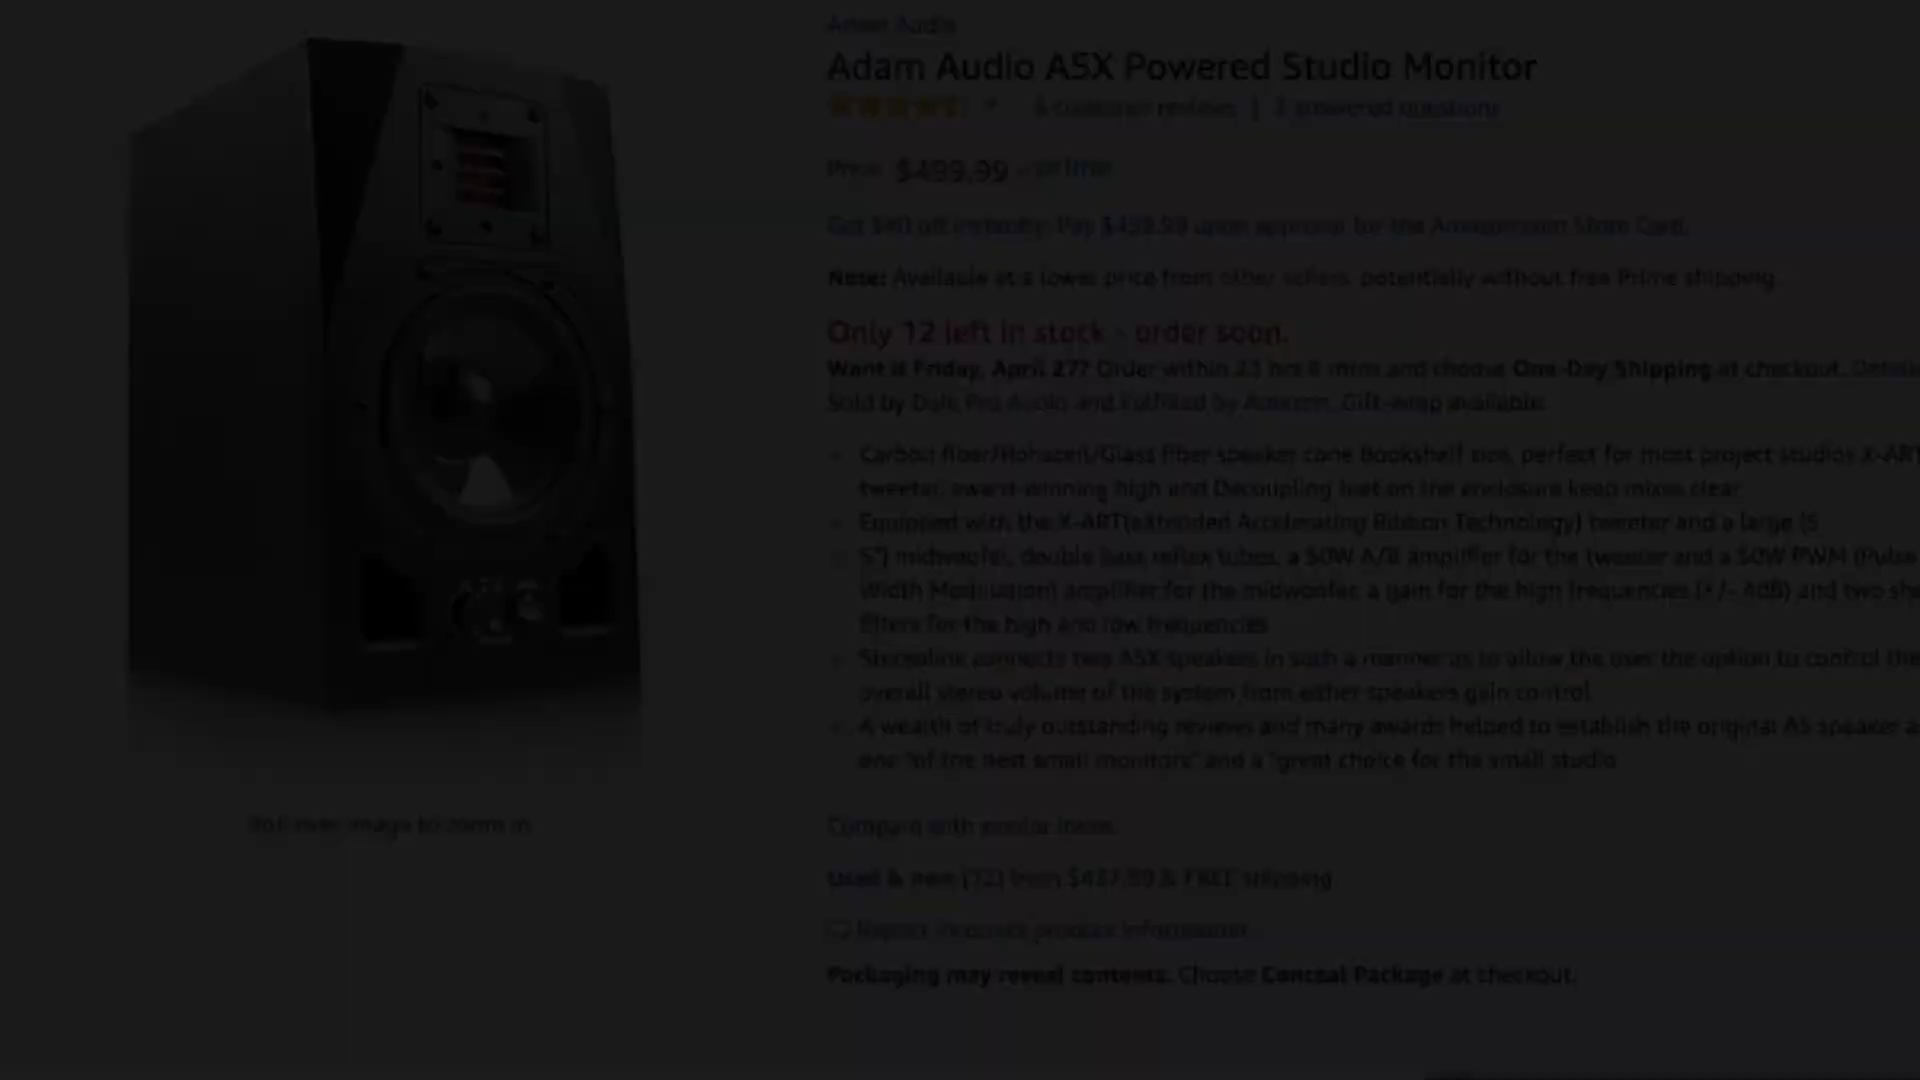 Adam Audio
Adam Audio A5X Powered Studio Monitor
5 customer reviews | 3 answered questions
Price: $499.99 prime
Get $60 off instantly: Pay $439.99 upon approval for the Amazon.com Store Card.
Note: Available at a lower price from other sellers, potentially without free Prime shipping.
Only 12 left in stock - order soon.
Want it Friday, April 27? Order within 23 hrs 8 mins and choose One-Day Shipping at checkout. Details
Sold by Dale Pro Audio and Fulfilled by Amazon. Gift-wrap available.
Carbon fiber/Rohazell/Glass fiber speaker cone Bookshelf size, perfect for most project studios X-ART
tweeter, award-winning high end Decoupling feet on the enclosure keep mixes clear
Equipped with the X-ART(eXtended Accelerating Ribbon Technology) tweeter and a large (5
5") midwoofer, double bass reflex tubes, a 50W A/B amplifier for the tweeter and a 50W PWM (Pulse
Width Modulation) amplifier for the midwoofer, a gain for the high frequencies (+/- 4dB) and two she
filters for the high and low frequencies
Stereolink connects two A5X speakers in such a manner as to allow the user the option to control the
overall stereo volume of the system from either speakers gain control
A wealth of truly outstanding reviews and many awards helped to establish the original A5 speaker a
one "of the best small monitors" and a "great choice for the small studio
Roll over image to zoom in
Compare with similar items
Used & new (12) from $437.99 & FREE shipping
Report incorrect product information.
Packaging may reveal contents. Choose Conceal Package at checkout.